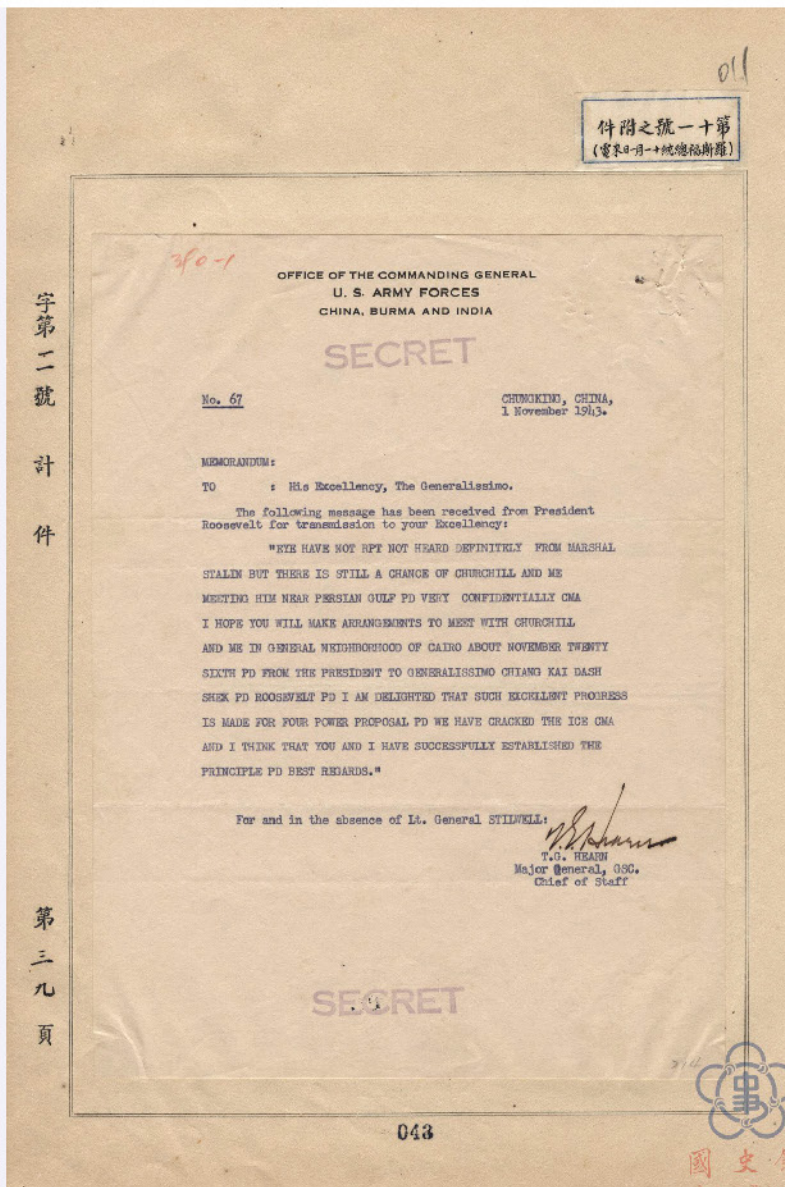 011
件附之號一十第
(電來日一月一十統總福斯羅)
380-1
OFFICE OF THE COMMANDING GENERAL
U. S. ARMY FORCES
CHINA, BURMA AND INDIA
SECRET
No. 67
CHUNGKING, CHINA,
1 November 1943.
MEMORANDUM:
TO : His Excellency, The Generalissimo.
The following message has been received from President
Roosevelt for transmission to your Excellency:
"EYE HAVE NOT RPT NOT HEARD DEFINITELY FROM MARSHAL
STALIN BUT THERE IS STILL A CHANCE OF CHURCHILL AND ME
MEETING HIM NEAR PERSIAN GULF PD VERY CONFIDENTIALLY CMA
I HOPE YOU WILL MAKE ARRANGEMENTS TO MEET WITH CHURCHILL
AND ME IN GENERAL NEIGHBORHOOD OF CAIRO ABOUT NOVEMBER TWENTY
SIXTH PD FROM THE PRESIDENT TO GENERALISSIMO CHIANG KAI DASH
SHEK PD ROOSEVELT PD I AM DELIGHTED THAT SUCH EXCELLENT PROGRESS
IS MADE FOR FOUR POWER PROPOSAL PD WE HAVE CRACKED THE ICE CMA
AND I THINK THAT YOU AND I HAVE SUCCESSFULLY ESTABLISHED THE
PRINCIPLE PD BEST REGARDS."
For and in the absence of Lt. General STILWELL:
T.G. HEARN
Major General, GSC.
Chief of Staff
SECRET
字第 號 計 件
第三九頁
043
國史